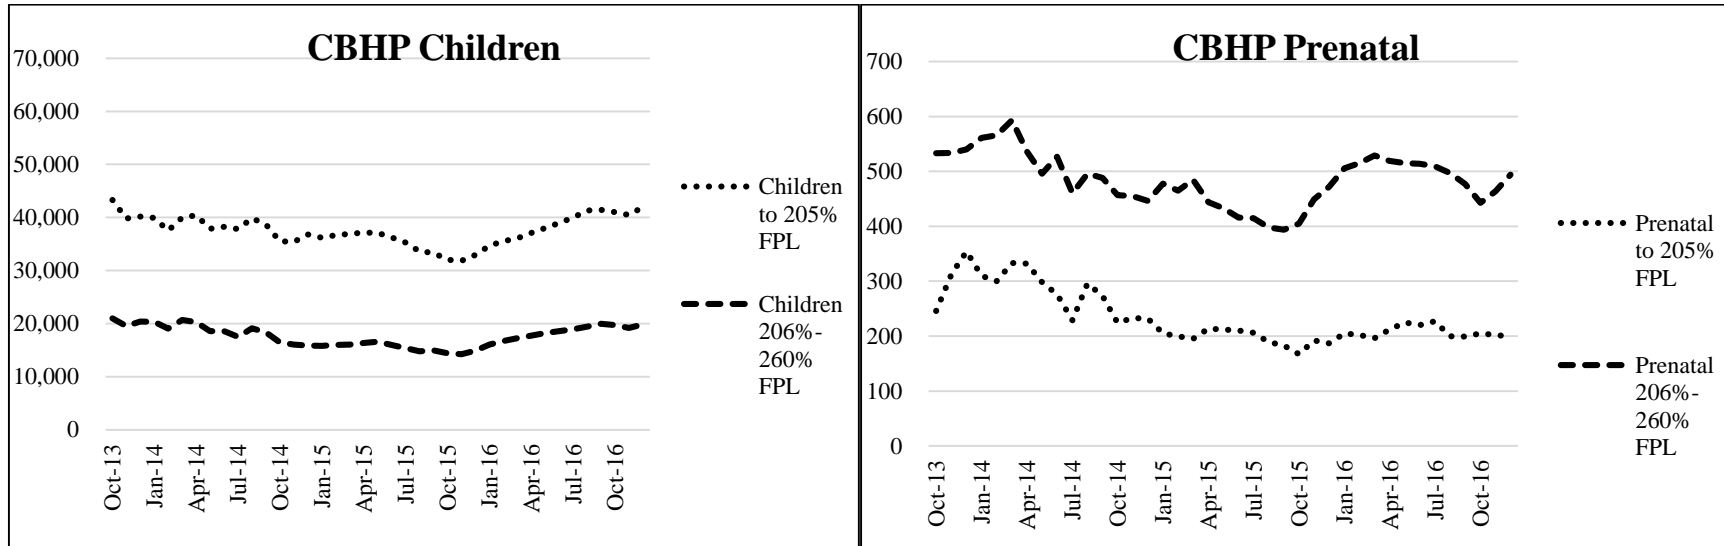 CBHP Children
70,000
60,000
50,000
40,000
30,000
20,000
10,000
0
Oct-13
Jan-14
Apr-14
Jul-14
Oct-14
Jan-15
Apr-15
Jul-15
Oct-15
Jan-16
Apr-16
Jul-16
Oct-16
Children
to 205%
FPL
Children
206%-
260%
FPL
CBHP Prenatal
700
600
500
400
300
200
100
0
Oct-13
Jan-14
Apr-14
Jul-14
Oct-14
Jan-15
Apr-15
Jul-15
Oct-15
Jan-16
Apr-16
Jul-16
Oct-16
Prenatal
to 205%
FPL
Prenatal
206%-
260%
FPL